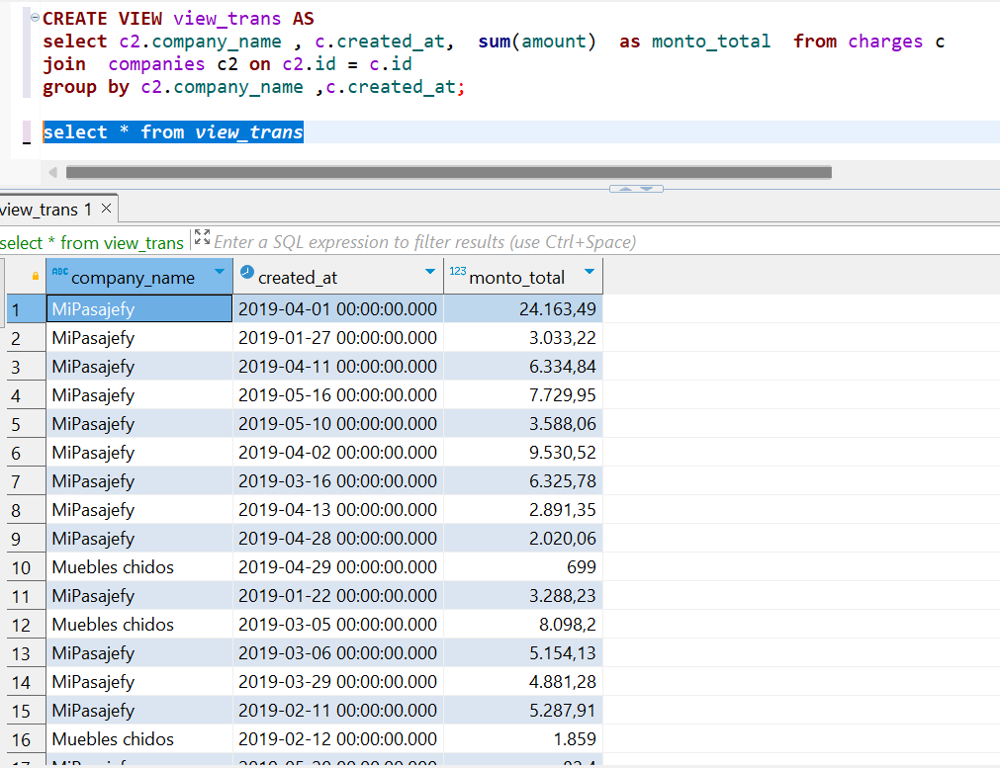 CREATE VIEW view_trans AS
select c2.company_name , c.created_at,  sum(amount)  as monto_total  from charges c
join  companies c2 on c2.id = c.id
group by c2.company_name ,c.created_at;
select * from view_trans
view_trans 1
select * from view_trans Enter a SQL expression to filter results (use Ctrl+Space)
ABC company_name created_at 123 monto_total
1 MiPasajefy 2019-04-01 00:00:00.000 24.163,49
2 MiPasajefy 2019-01-27 00:00:00.000 3.033,22
3 MiPasajefy 2019-04-11 00:00:00.000 6.334,84
4 MiPasajefy 2019-05-16 00:00:00.000 7.729,95
5 MiPasajefy 2019-05-10 00:00:00.000 3.588,06
6 MiPasajefy 2019-04-02 00:00:00.000 9.530,52
7 MiPasajefy 2019-03-16 00:00:00.000 6.325,78
8 MiPasajefy 2019-04-13 00:00:00.000 2.891,35
9 MiPasajefy 2019-04-28 00:00:00.000 2.020,06
10 Muebles chidos 2019-04-29 00:00:00.000 699
11 MiPasajefy 2019-01-22 00:00:00.000 3.288,23
12 Muebles chidos 2019-03-05 00:00:00.000 8.098,2
13 MiPasajefy 2019-03-06 00:00:00.000 5.154,13
14 MiPasajefy 2019-03-29 00:00:00.000 4.881,28
15 MiPasajefy 2019-02-11 00:00:00.000 5.287,91
16 Muebles chidos 2019-02-12 00:00:00.000 1.859